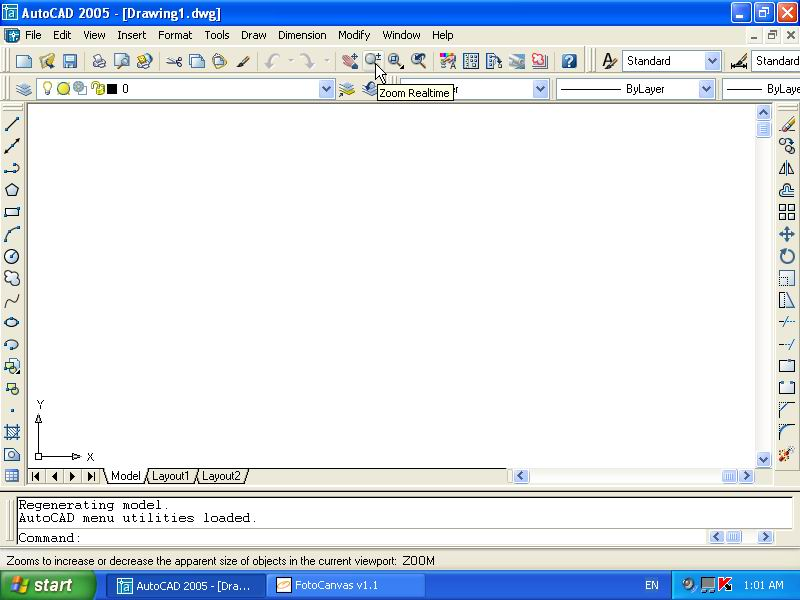 AutoCAD 2005 - [Drawing1.dwg]
File Edit View Insert Format Tools Draw Dimension Modify Window Help
Standard Standard
0 ByLayer ByLaye
Zoom Realtime
Y
X
Model Layout1 Layout2
Regenerating model.
AutoCAD menu utilities loaded.
Command:
Zooms to increase or decrease the apparent size of objects in the current viewport: ZOOM
start AutoCAD 2005 - [Dra... FotoCanvas v1.1 EN 1:01 AM